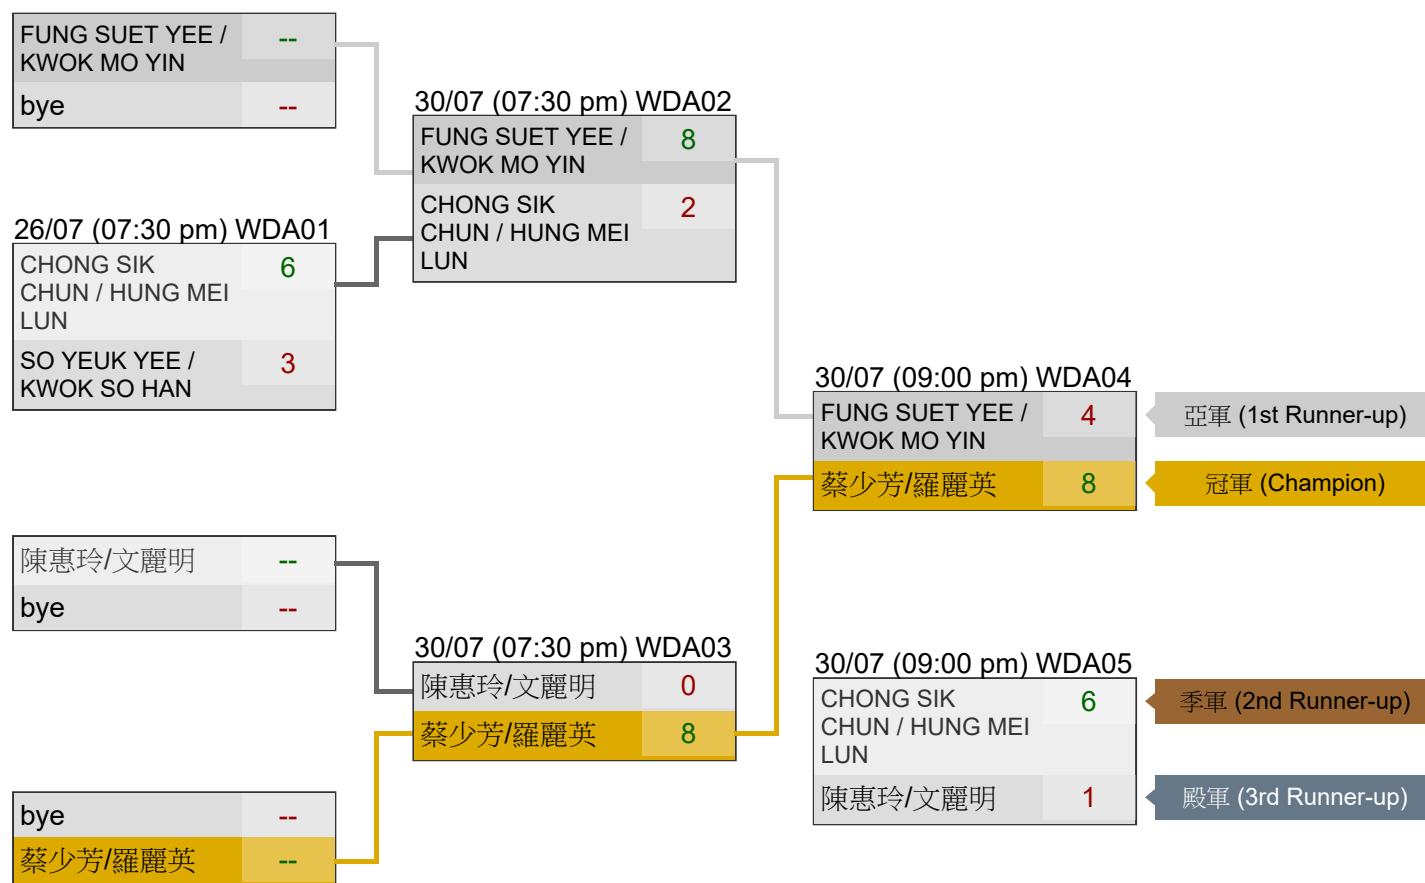 FUNG SUET YEE /
KWOK MO YIN
--
bye
--
26/07 (07:30 pm) WDA01
CHONG SIK
CHUN / HUNG MEI
LUN
6
SO YEUK YEE /
KWOK SO HAN
3
陳惠玲/文麗明
--
bye
--
bye
--
蔡少芳/羅麗英
--
30/07 (07:30 pm) WDA02
FUNG SUET YEE /
KWOK MO YIN
8
CHONG SIK
CHUN / HUNG MEI
LUN
2
30/07 (07:30 pm) WDA03
陳惠玲/文麗明
0
蔡少芳/羅麗英
8
30/07 (09:00 pm) WDA04
FUNG SUET YEE /
KWOK MO YIN
4
亞軍 (1st Runner-up)
蔡少芳/羅麗英
8
冠軍 (Champion)
30/07 (09:00 pm) WDA05
CHONG SIK
CHUN / HUNG MEI
LUN
6
季軍 (2nd Runner-up)
陳惠玲/文麗明
1
殿軍 (3rd Runner-up)